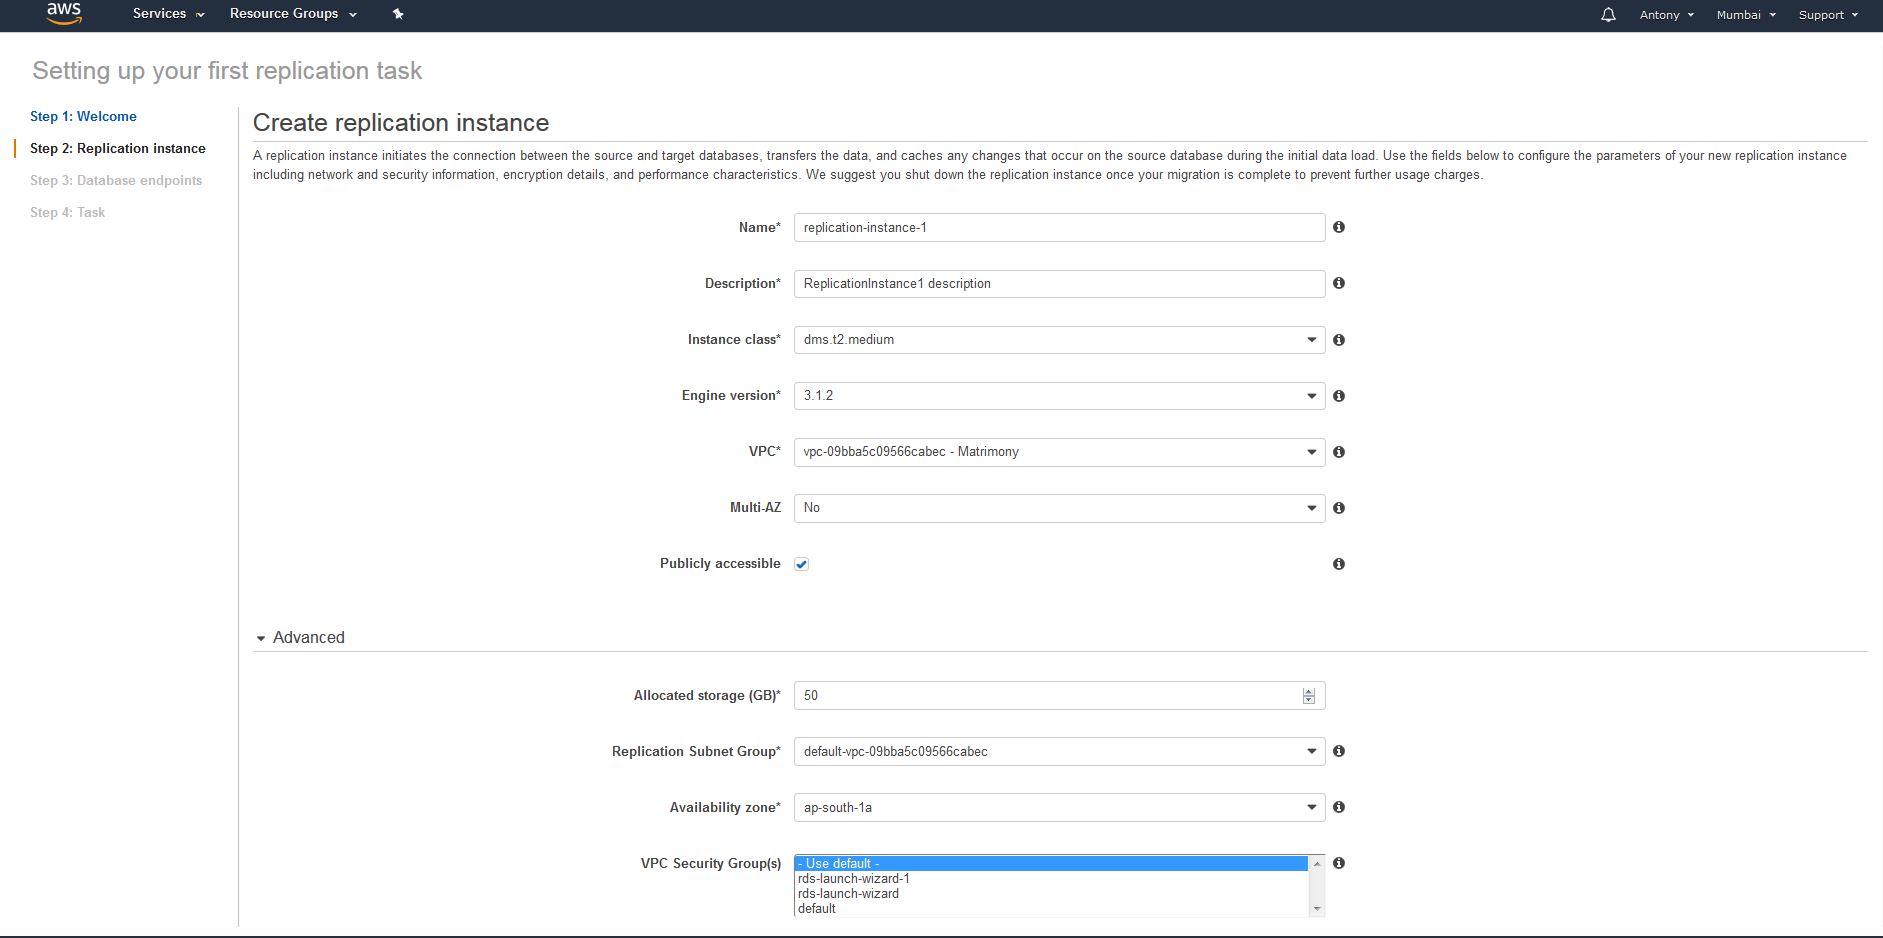 aws Services Resource Groups Antony Mumbai Support
Setting up your first replication task
Step 1: Welcome
Step 2: Replication instance
Step 3: Database endpoints
Step 4: Task
Create replication instance
A replication instance initiates the connection between the source and target databases, transfers the data, and caches any changes that occur on the source database during the initial data load. Use the fields below to configure the parameters of your new replication instance
including network and security information, encryption details, and performance characteristics. We suggest you shut down the replication instance once your migration is complete to prevent further usage charges.
Name* replication-instance-1
Description* ReplicationInstance1 description
Instance class* dms.t2.medium
Engine version* 3.1.2
VPC* vpc-09bba5c09566cabec - Matrimony
Multi-AZ No
Publicly accessible
Advanced
Allocated storage (GB)* 50
Replication Subnet Group* default-vpc-09bba5c09566cabec
Availability zone* ap-south-1a
VPC Security Group(s) - Use default -
rds-launch-wizard-1
rds-launch-wizard
default